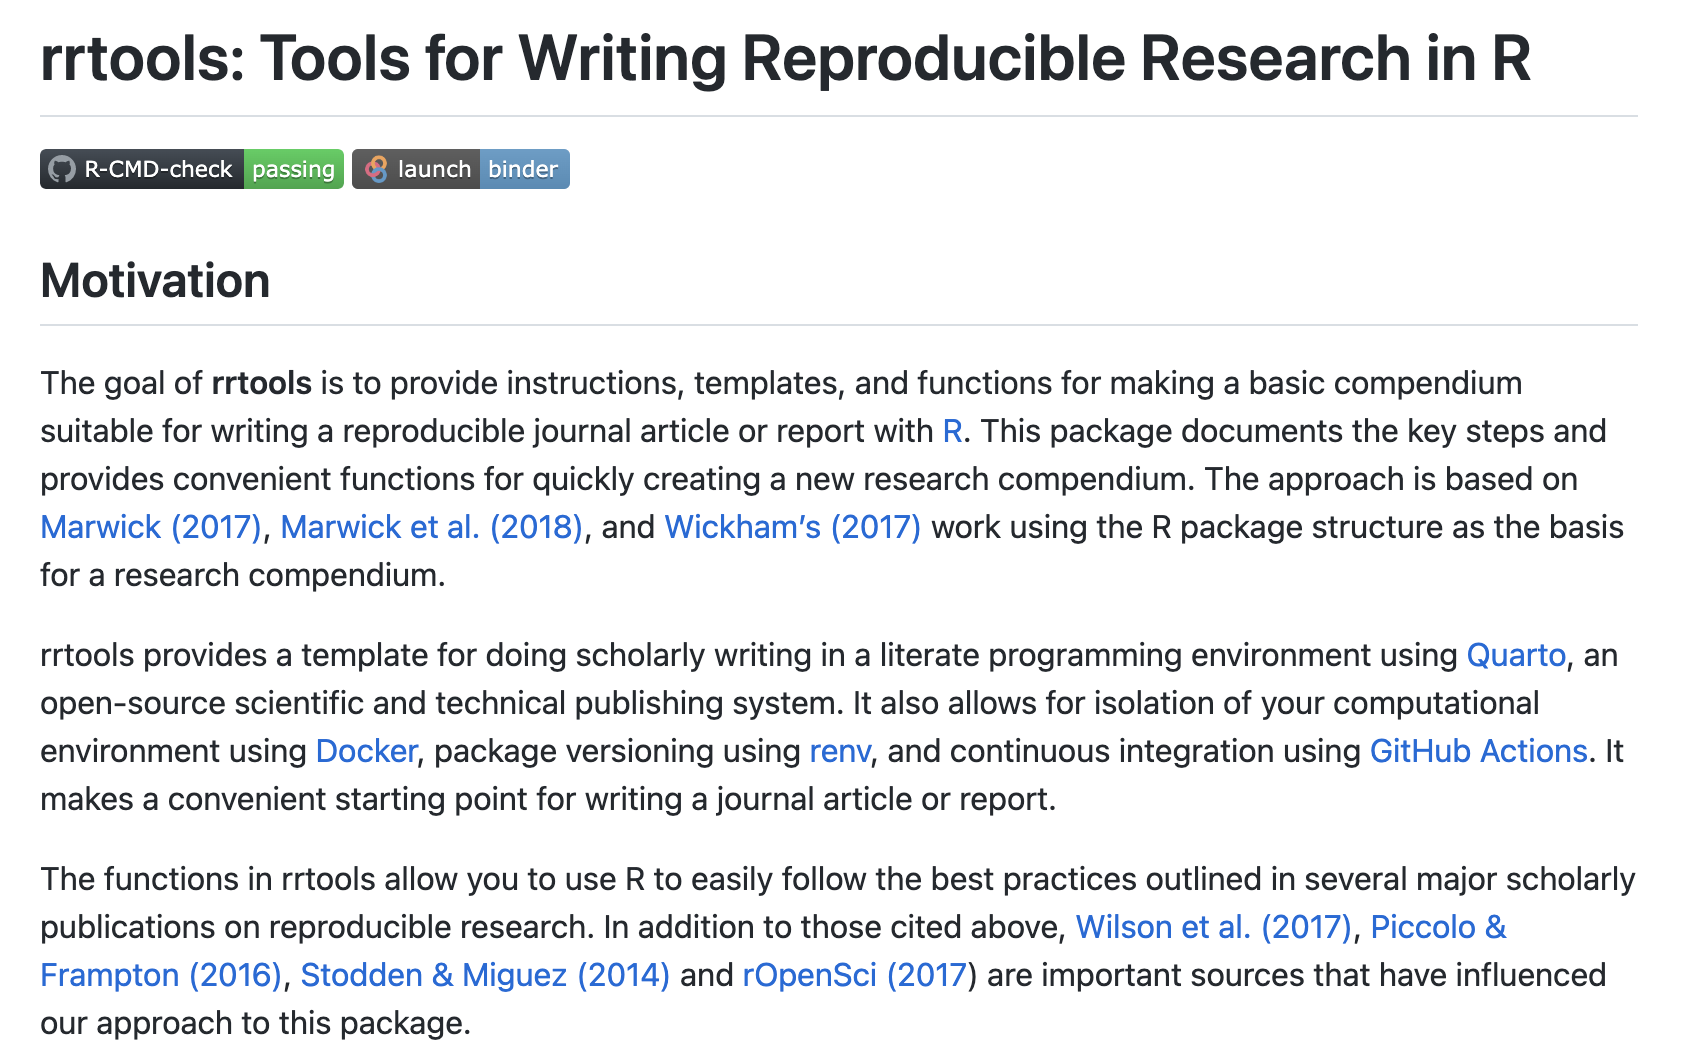 rrtools: Tools for Writing Reproducible Research in R
R-CMD-check passing launch binder
Motivation
The goal of rrtools is to provide instructions, templates, and functions for making a basic compendium
suitable for writing a reproducible journal article or report with R. This package documents the key steps and
provides convenient functions for quickly creating a new research compendium. The approach is based on
Marwick (2017), Marwick et al. (2018), and Wickham’s (2017) work using the R package structure as the basis
for a research compendium.
rrtools provides a template for doing scholarly writing in a literate programming environment using Quarto, an
open-source scientific and technical publishing system. It also allows for isolation of your computational
environment using Docker, package versioning using renv, and continuous integration using GitHub Actions. It
makes a convenient starting point for writing a journal article or report.
The functions in rrtools allow you to use R to easily follow the best practices outlined in several major scholarly
publications on reproducible research. In addition to those cited above, Wilson et al. (2017), Piccolo &
Frampton (2016), Stodden & Miguez (2014) and rOpenSci (2017) are important sources that have influenced
our approach to this package.